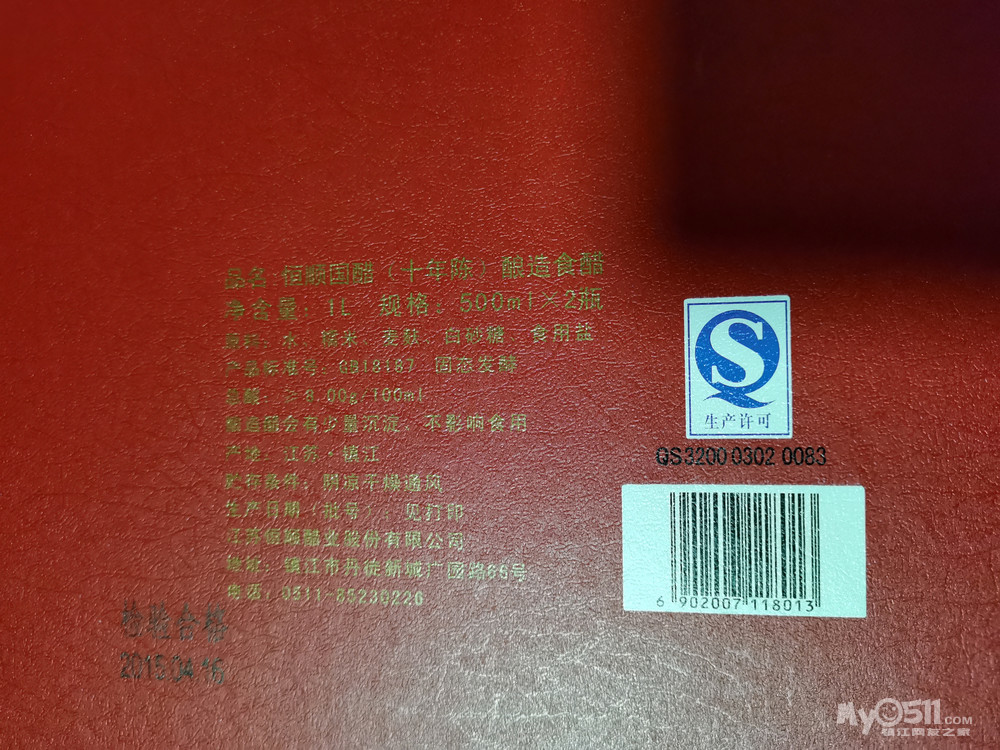 品名:恒顺国醋(十年陈)酿造食醋
净含量:1L 规格:500ml×2瓶
原料:水、糯米、麦麸、白砂糖、食用盐
产品标准号:GB18187 固态发酵
总酸:≥6.00g/100ml
酿造醋会有少量沉淀,不影响食用
产地:江苏·镇江
贮存条件:阴凉干燥通风
生产日期(批号):见打印
江苏恒顺醋业股份有限公司
地址:镇江市丹徒新城广园路66号
电话:0511-85230220
检验合格
2015.04.16
S
生产许可
QS3200 0302 0083
6 902007 118013
My0511.COM
镇江网友之家